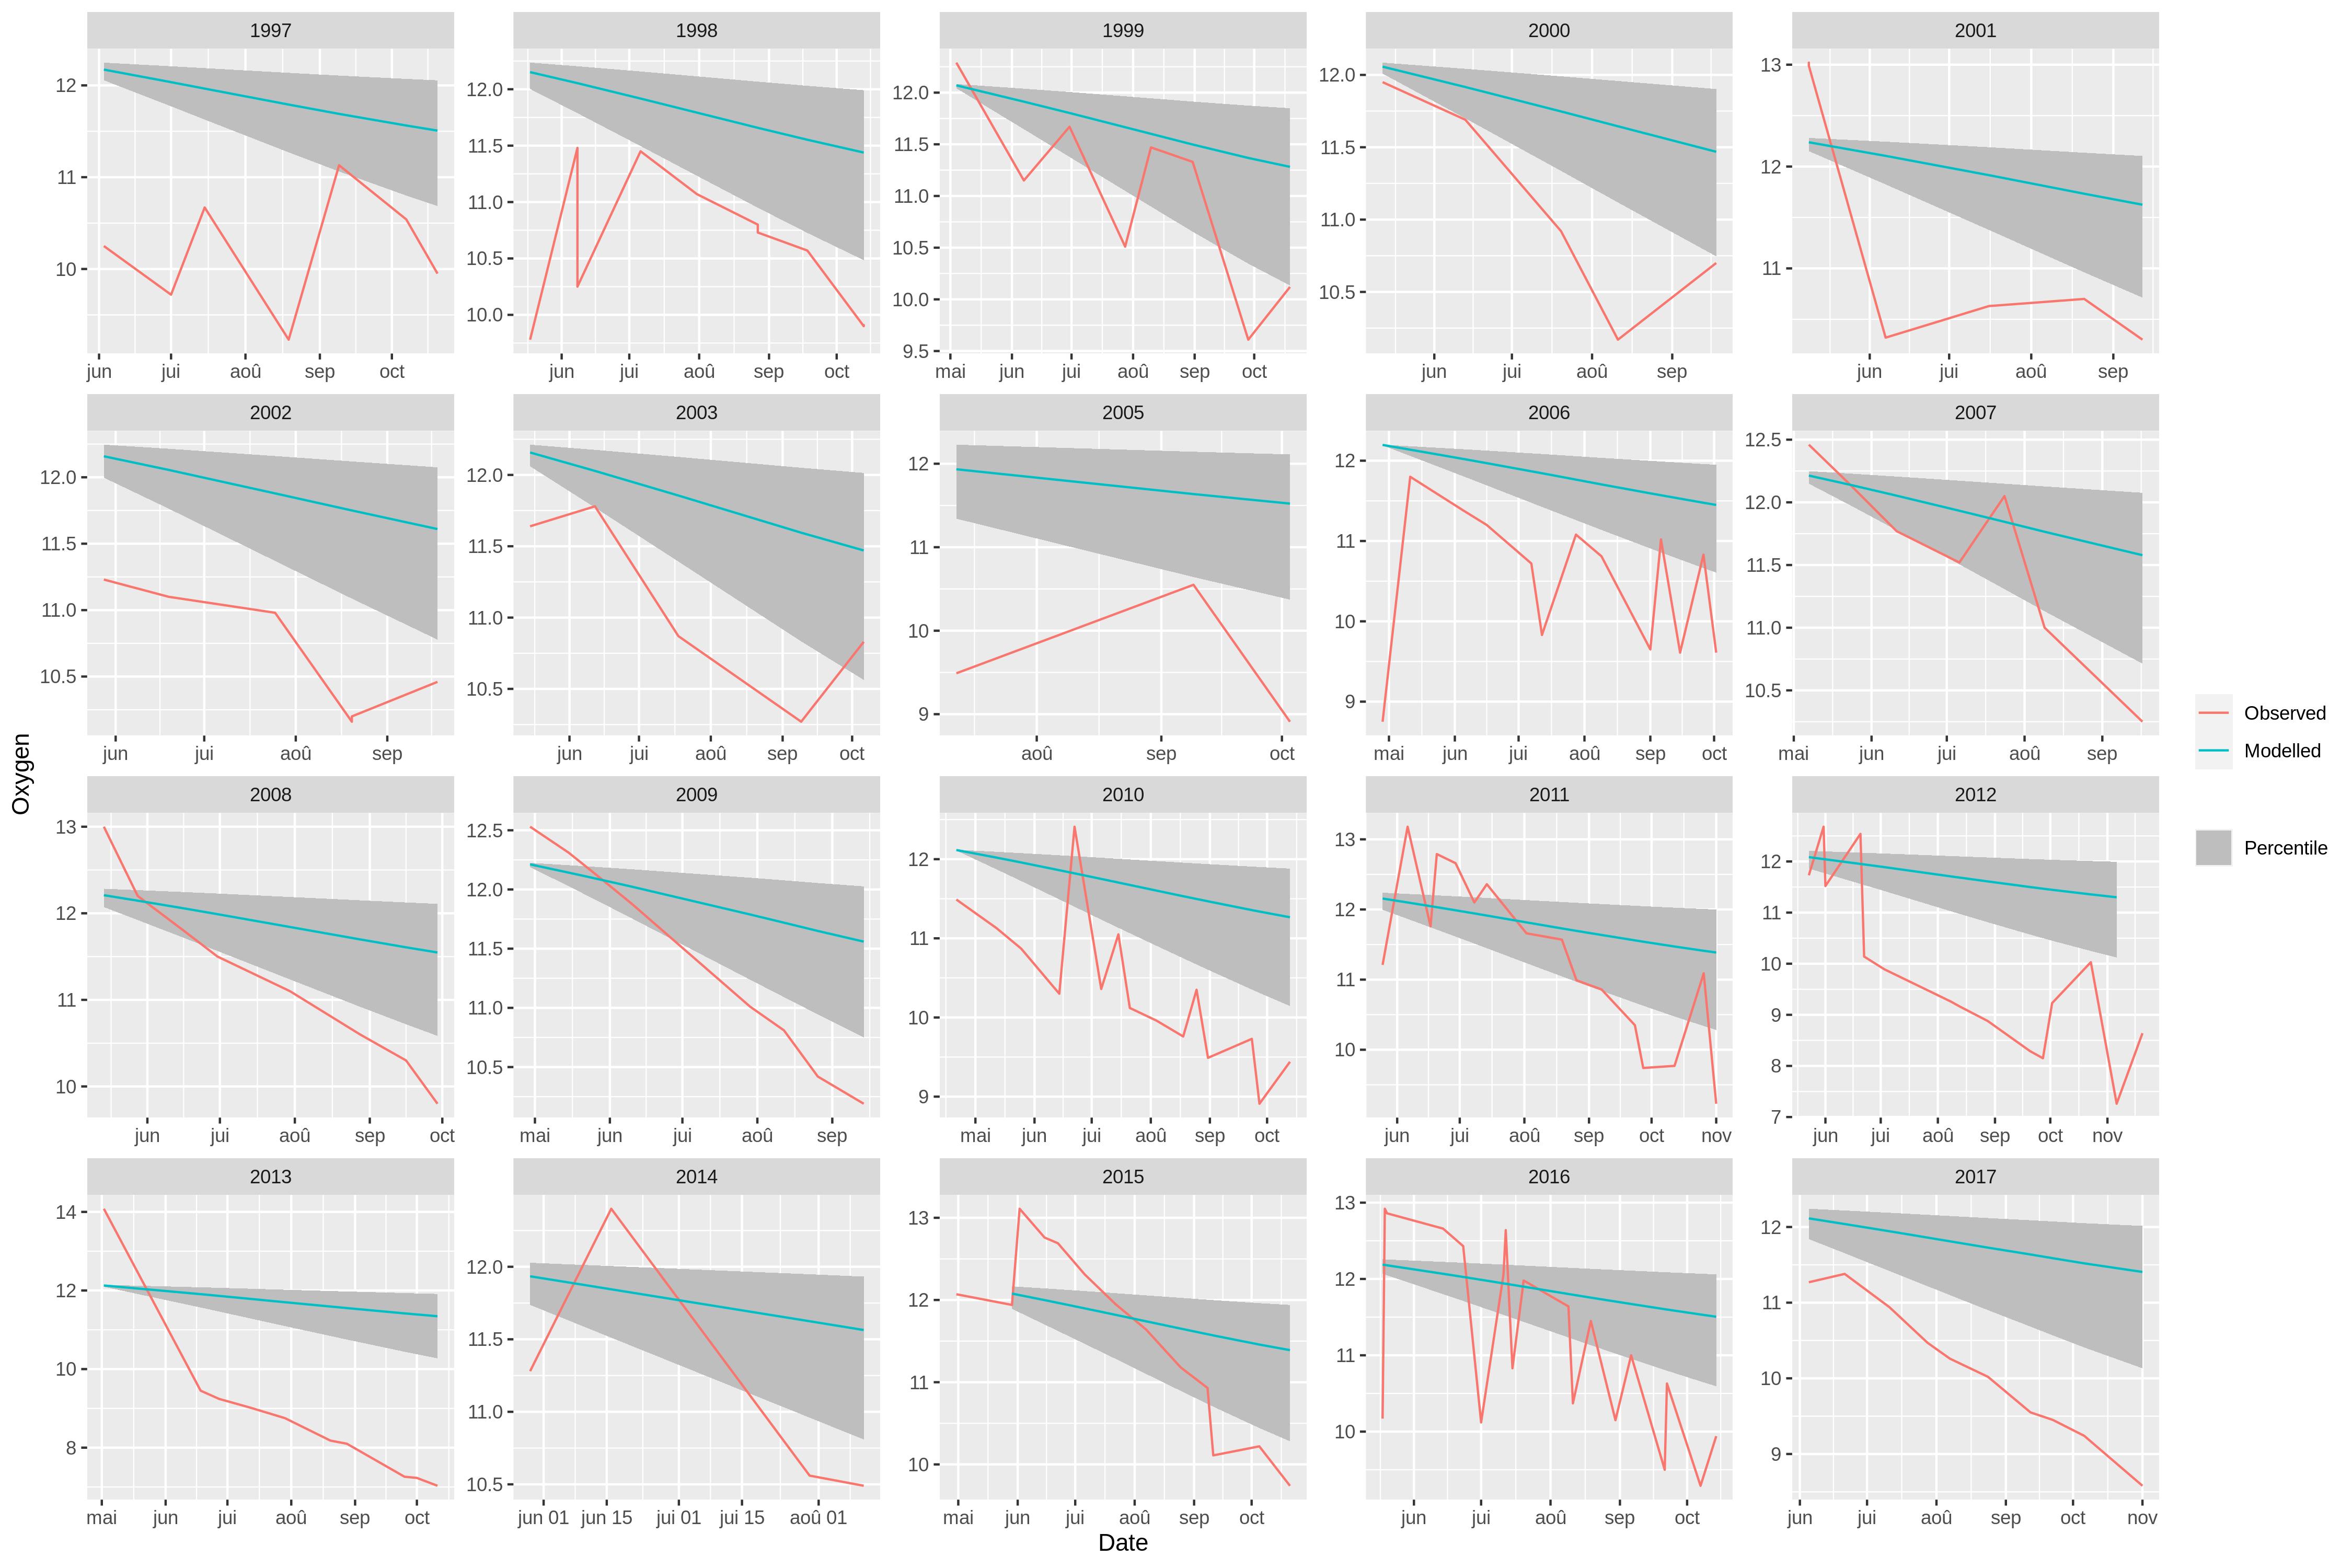 1997 1998 1999 2000 2001
12 11 10
12.0 11.5 11.0 10.5 10.0
12.0 11.5 11.0 10.5 10.0 9.5
12.0 11.5 11.0 10.5
13 12 11
jun jui aoû sep oct
jun jui aoû sep oct
mai jun jui aoû sep oct
jun jui aoû sep
jun jui aoû sep
2002 2003 2005 2006 2007
12.0 11.5 11.0 10.5
12.0 11.5 11.0 10.5
12 11 10 9
12 11 10 9
12.5 12.0 11.5 11.0 10.5
jun jui aoû sep
jun jui aoû sep oct
aoû sep oct
mai jun jui aoû sep oct
mai jun jui aoû sep
Oxygen
Observed
Modelled
Percentile
2008 2009 2010 2011 2012
13 12 11 10
12.5 12.0 11.5 11.0 10.5
12 11 10 9
13 12 11 10
12 11 10 9 8 7
jun jui aoû sep oct
mai jun jui aoû sep
mai jun jui aoû sep oct
jun jui aoû sep oct nov
jun jui aoû sep oct nov
2013 2014 2015 2016 2017
14 12 10 8
12.0 11.5 11.0 10.5
13 12 11 10
13 12 11 10
12 11 10 9
mai jun jui aoû sep oct
jun 01 jun 15 jui 01 jui 15 aoû 01
mai jun jui aoû sep oct
jun jui aoû sep oct
jun jui aoû sep oct nov
Date